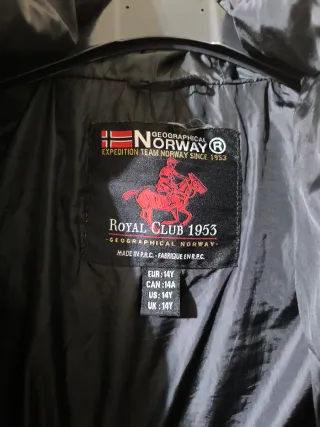 GEOGRAPHICAL
NORWAY®
EXPEDITION TEAM NORWAY SINCE 1953
ROYAL CLUB 1953
- GEOGRAPHICAL NORWAY -
MADE IN P.R.C. - FABRIQUE EN R.P.C.
EUR : 14Y
CAN : 14A
US : 14Y
UK : 14Y